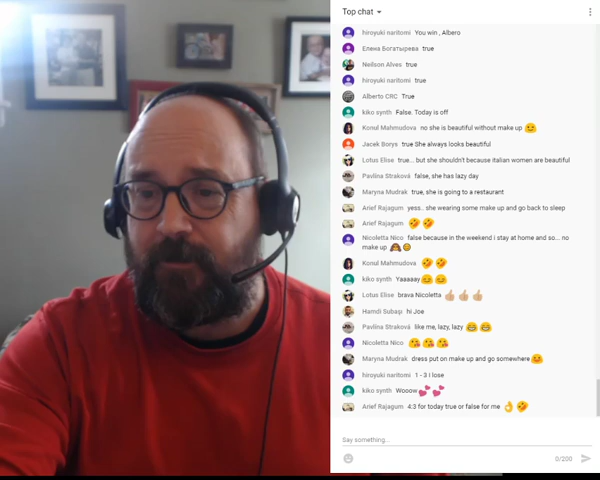 Top chat
hiroyuki naritomi You win , Albero
Елена Богатырева true
Neilson Alves true
hiroyuki naritomi true
Alberto CRC True
kiko synth False. Today is off
Konul Mahmudova no she is beautiful without make up 😉
Jacek Borys true She always looks beautiful
Lotus Elise true... but she shouldn't because italian women are beautiful
Pavlína Straková false, she has lazy day
Maryna Mudrak true, she is going to a restaurant
Arief Rajagum yess.. she wearing some make up and go back to sleep
Arief Rajagum 🤣🤣
Nicoletta Nico false because in the weekend i stay at home and so... no
make up 🙈😊
Konul Mahmudova 🤣🤣
kiko synth Yaaaaay😊😊
Lotus Elise brava Nicoletta 👍🏼👍🏼👍🏼
Hamdi Subaşı hi Joe
Pavlína Straková like me, lazy, lazy 😂😂
Nicoletta Nico 😘😘😘
Maryna Mudrak dress put on make up and go somewhere😊
hiroyuki naritomi 1 - 3 I lose
kiko synth Wooow💕💕
Arief Rajagum 4:3 for today true or false for me 👌🤣
Say something...
0/200